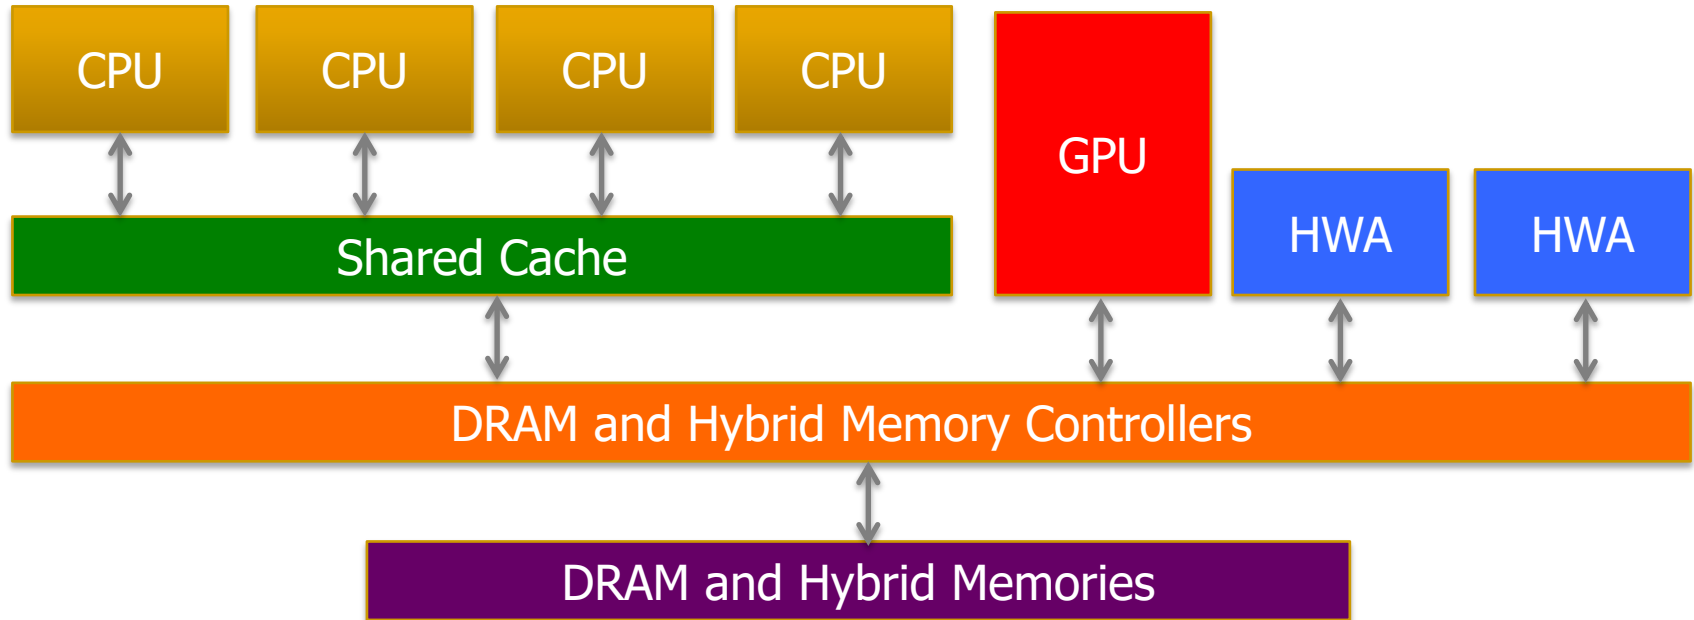 CPU
CPU
CPU
CPU
GPU
HWA
HWA
Shared Cache
DRAM and Hybrid Memory Controllers
DRAM and Hybrid Memories